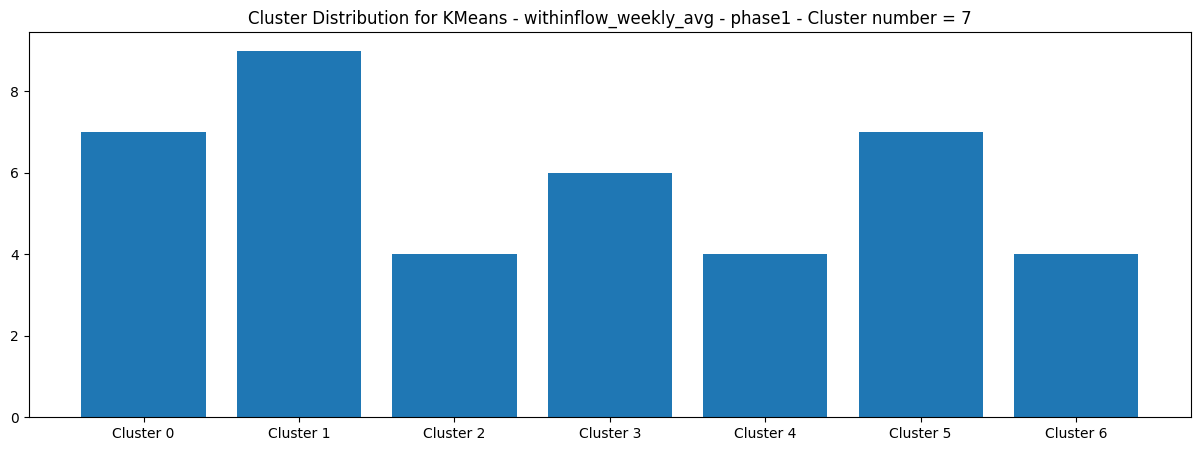 Cluster Distribution for KMeans - withinflow_weekly_avg - phase1 - Cluster number = 7
8
6
4
2
0
Cluster 0 Cluster 1 Cluster 2 Cluster 3 Cluster 4 Cluster 5 Cluster 6